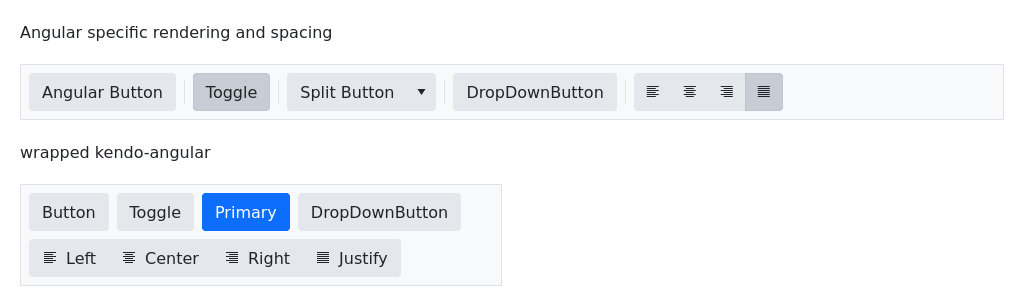 Angular specific rendering and spacing
Angular Button Toggle Split Button DropDownButton
wrapped kendo-angular
Button Toggle Primary DropDownButton
Left Center Right Justify